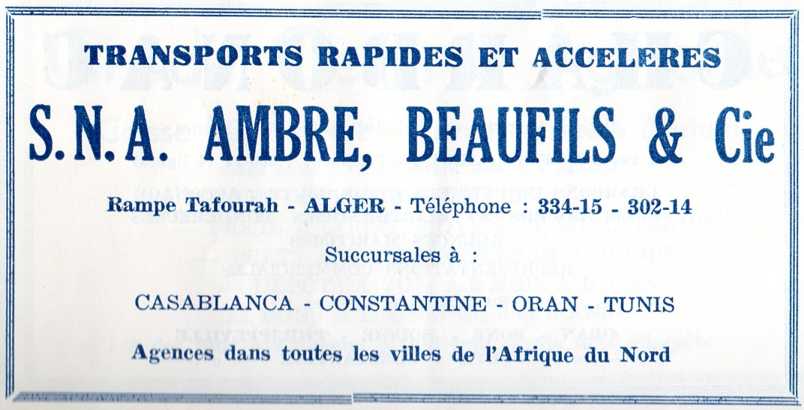 TRANSPORTS RAPIDES ET ACCELERES
S.N.A. AMBRE, BEAUFILS & Cie
Rampe Tafourah - ALGER - Téléphone : 334-15 - 302-14
Succursales à :
CASABLANCA - CONSTANTINE - ORAN - TUNIS
Agences dans toutes les villes de l'Afrique du Nord